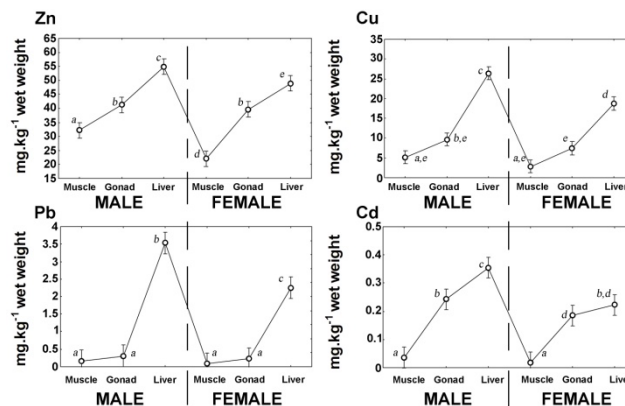 Zn
mg.kg⁻¹ wet weight
65
60
55
50
45
40
35
30
25
20
15
a
b
c
d
b
e
Muscle Gonad Liver Muscle Gonad Liver
MALE FEMALE
Cu
mg.kg⁻¹ wet weight
35
30
25
20
15
10
5
0
a,e
b,e
c
a,e
e
d
Muscle Gonad Liver Muscle Gonad Liver
MALE FEMALE
Pb
mg.kg⁻¹ wet weight
4
3.5
3
2.5
2
1.5
1
0.5
0
a
a
b
a
a
c
Muscle Gonad Liver Muscle Gonad Liver
MALE FEMALE
Cd
mg.kg⁻¹ wet weight
0.5
0.4
0.3
0.2
0.1
0
a
b
c
a
d
b,d
Muscle Gonad Liver Muscle Gonad Liver
MALE FEMALE